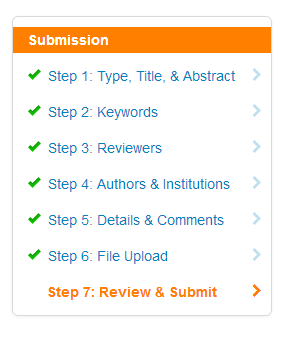 Submission
Step 1: Type, Title, & Abstract
Step 2: Keywords
Step 3: Reviewers
Step 4: Authors & Institutions
Step 5: Details & Comments
Step 6: File Upload
Step 7: Review & Submit